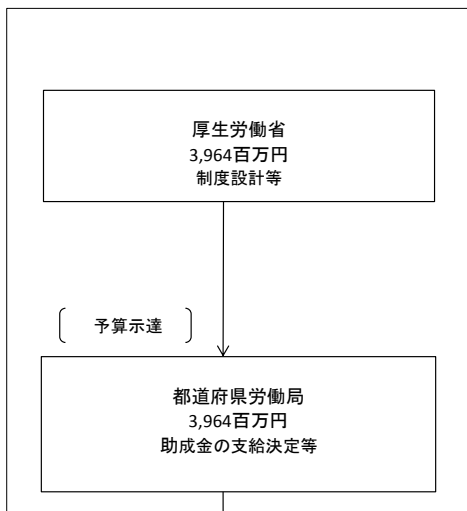 厚生労働省
3,964百万円
制度設計等
予算示達
都道府県労働局
3,964百万円
助成金の支給決定等